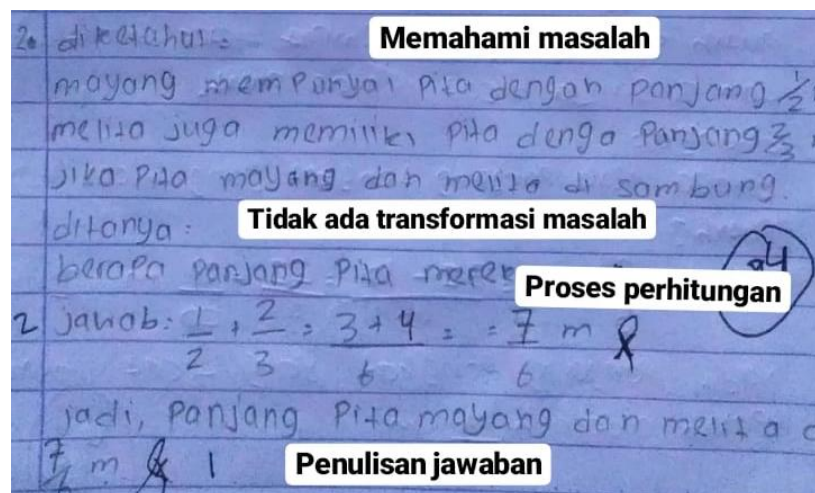 2. diketahui: Memahami masalah
mayang mempunyai pita dengan panjang 1/2
melita juga memiliki pita denga panjang 2/3
jika pita mayang dan melita di sambung.
ditanya: Tidak ada transformasi masalah
berapa panjang pita
Proses perhitungan
2 jawab: 1/2 + 2/3 = 3+4/6 = = 7/6 m
jadi, panjang pita mayang dan melita
m 1 Penulisan jawaban